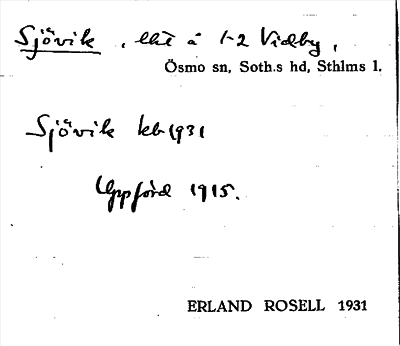 Sjövik, lht å 1-2 Vidby,
Ösmo sn, Soth.s hd, Sthlms l.
Sjövik kb 1931
Uppförd 1915.
ERLAND ROSELL 1931